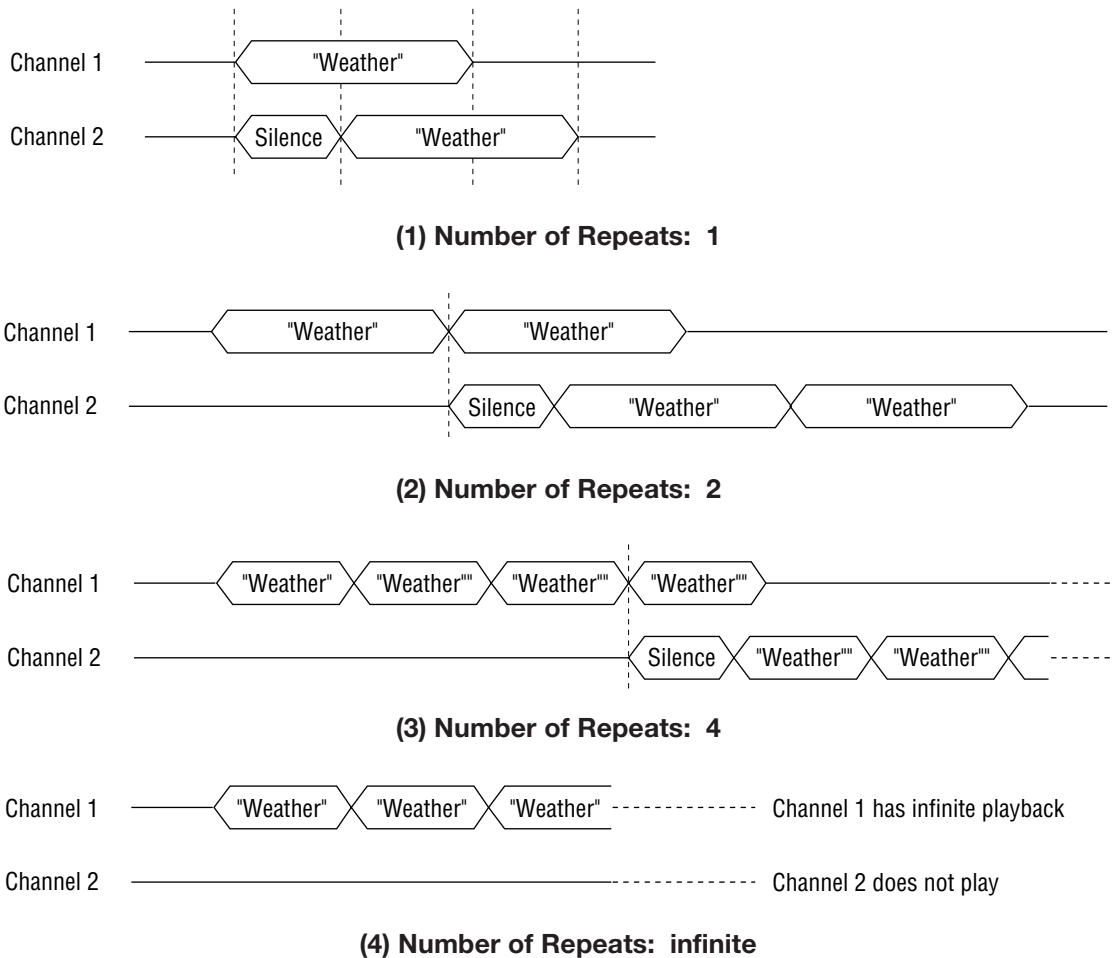 Channel 1 "Weather"
Channel 2 Silence "Weather"
(1) Number of Repeats: 1
Channel 1 "Weather" "Weather"
Channel 2 Silence "Weather" "Weather"
(2) Number of Repeats: 2
Channel 1 "Weather" "Weather"" "Weather"" "Weather""
Channel 2 Silence "Weather"" "Weather""
(3) Number of Repeats: 4
Channel 1 "Weather" "Weather" "Weather" Channel 1 has infinite playback
Channel 2 Channel 2 does not play
(4) Number of Repeats: infinite